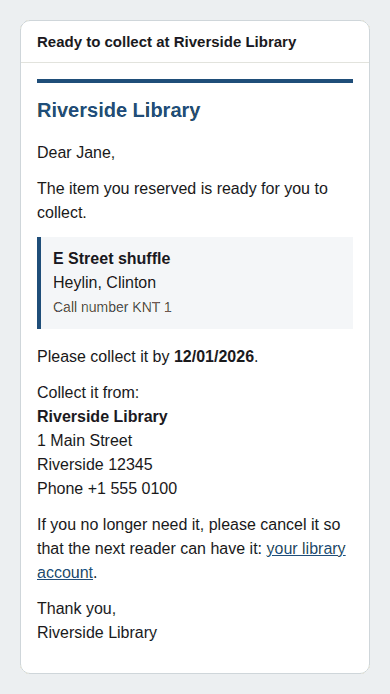 Ready to collect at Riverside Library
Riverside Library
Dear Jane,
The item you reserved is ready for you to
collect.
E Street shuffle
Heylin, Clinton
Call number KNT 1
Please collect it by 12/01/2026.
Collect it from:
Riverside Library
1 Main Street
Riverside 12345
Phone +1 555 0100
If you no longer need it, please cancel it so
that the next reader can have it: your library
account.
Thank you,
Riverside Library